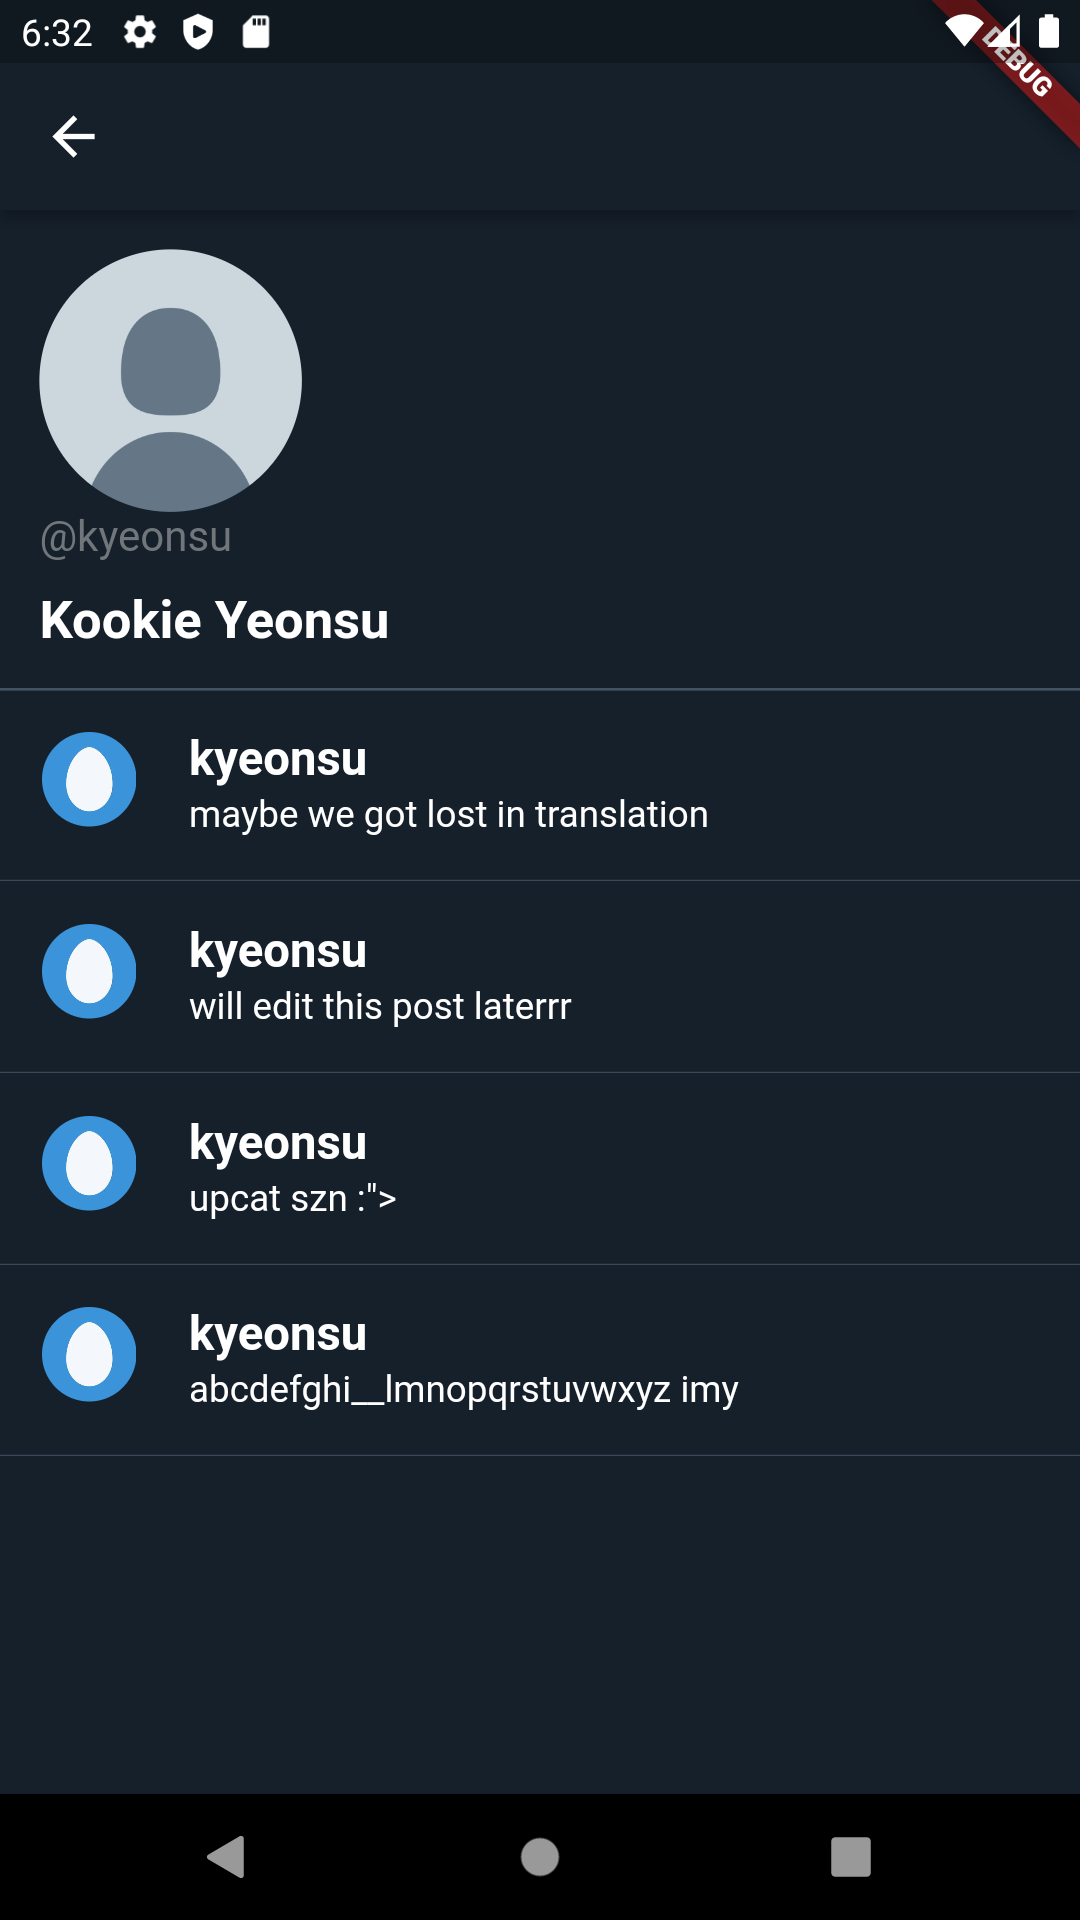 6:32
DEBUG
@kyeonsu
Kookie Yeonsu
kyeonsu
maybe we got lost in translation
kyeonsu
will edit this post laterrr
kyeonsu
upcat szn :">
kyeonsu
abcdefghi__lmnopqrstuvwxyz imy